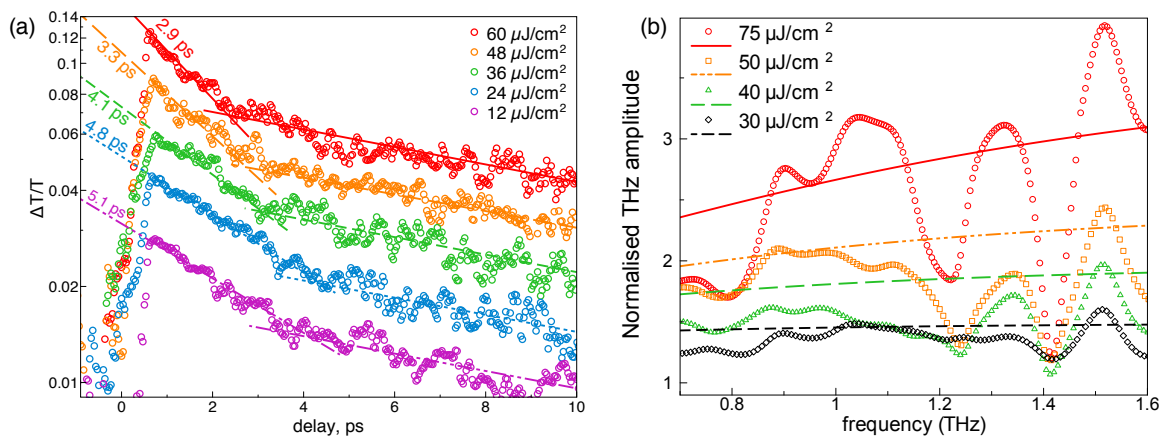 (a)
0.14
0.10
0.08
0.06
0.04
0.02
0.01
ΔT/T
2.9 ps
3.3 ps
4.1 ps
4.8 ps
5.1 ps
60 µJ/cm²
48 µJ/cm²
36 µJ/cm²
24 µJ/cm²
12 µJ/cm²
0 2 4 6 8 10
delay, ps
(b)
Normalised THz amplitude
3
2
1
75 µJ/cm ²
50 µJ/cm ²
40 µJ/cm ²
30 µJ/cm ²
0.8 1 1.2 1.4 1.6
frequency (THz)